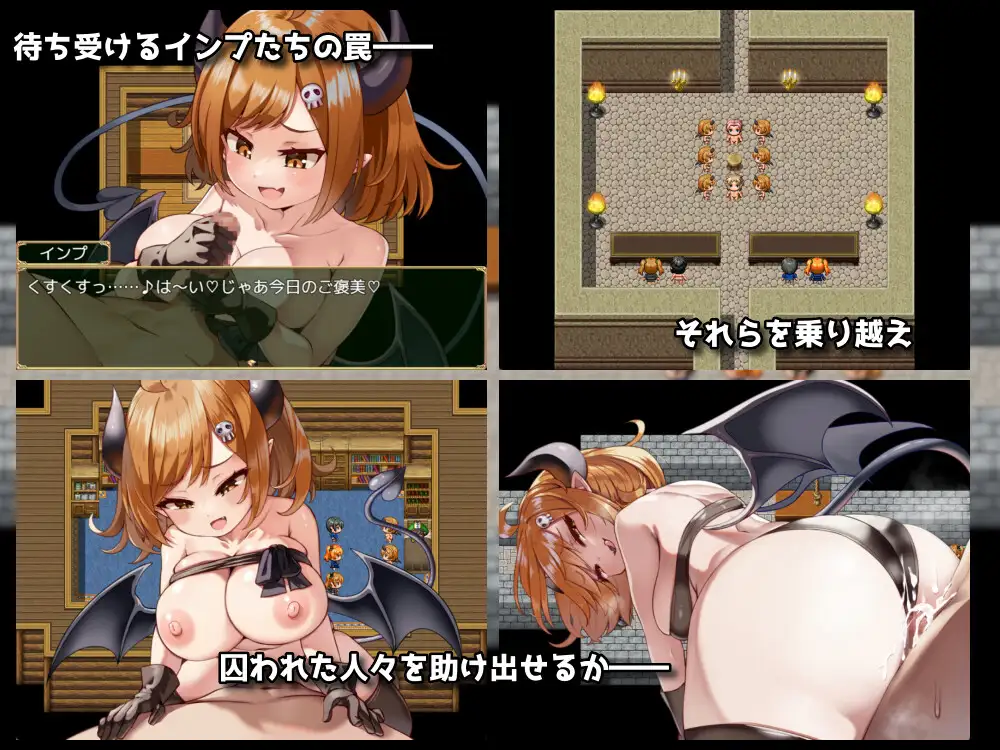 待ち受けるインプたちの罠――
インプ
くすくすっ……♪は～い♡じゃあ今日のご褒美♡
それらを乗り越え
囚われた人々を助け出せるか――